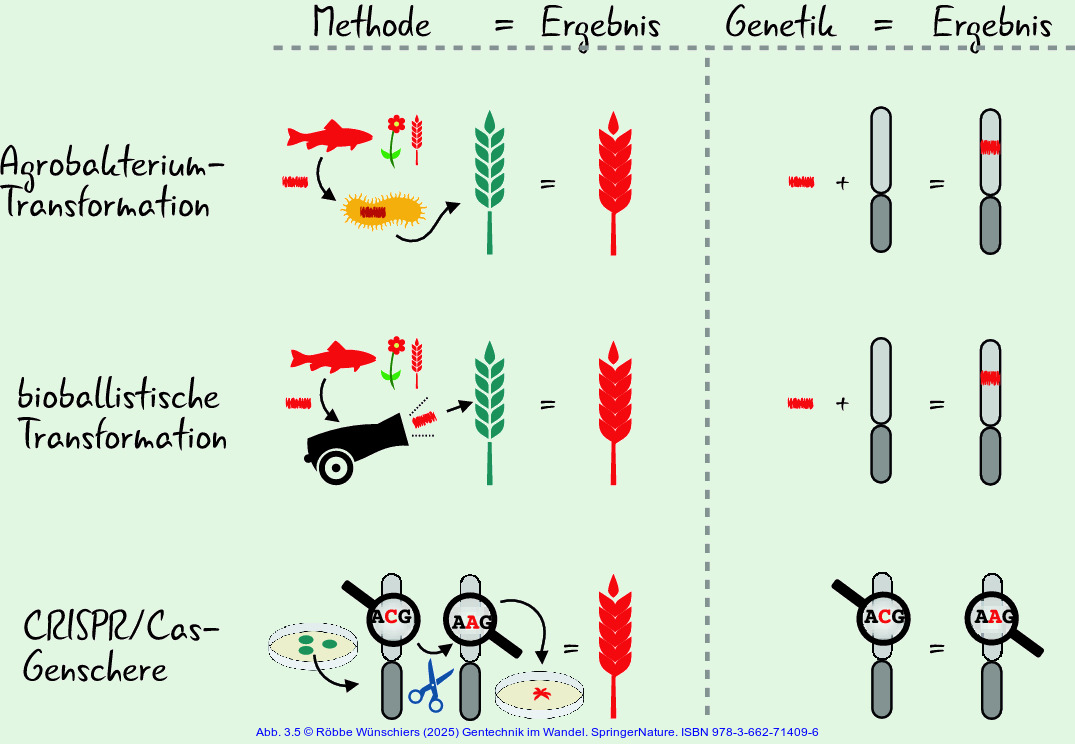 Methode = Ergebnis Genetik = Ergebnis
Agrobakterium-
Transformation
=
+ =
bioballistische
Transformation
=
+ =
CRISPR/Cas-
Genschere
ACG AAG
=
ACG = AAG
Abb. 3.5 © Röbbe Wünschiers (2025) Gentechnik im Wandel. SpringerNature. ISBN 978-3-662-71409-6